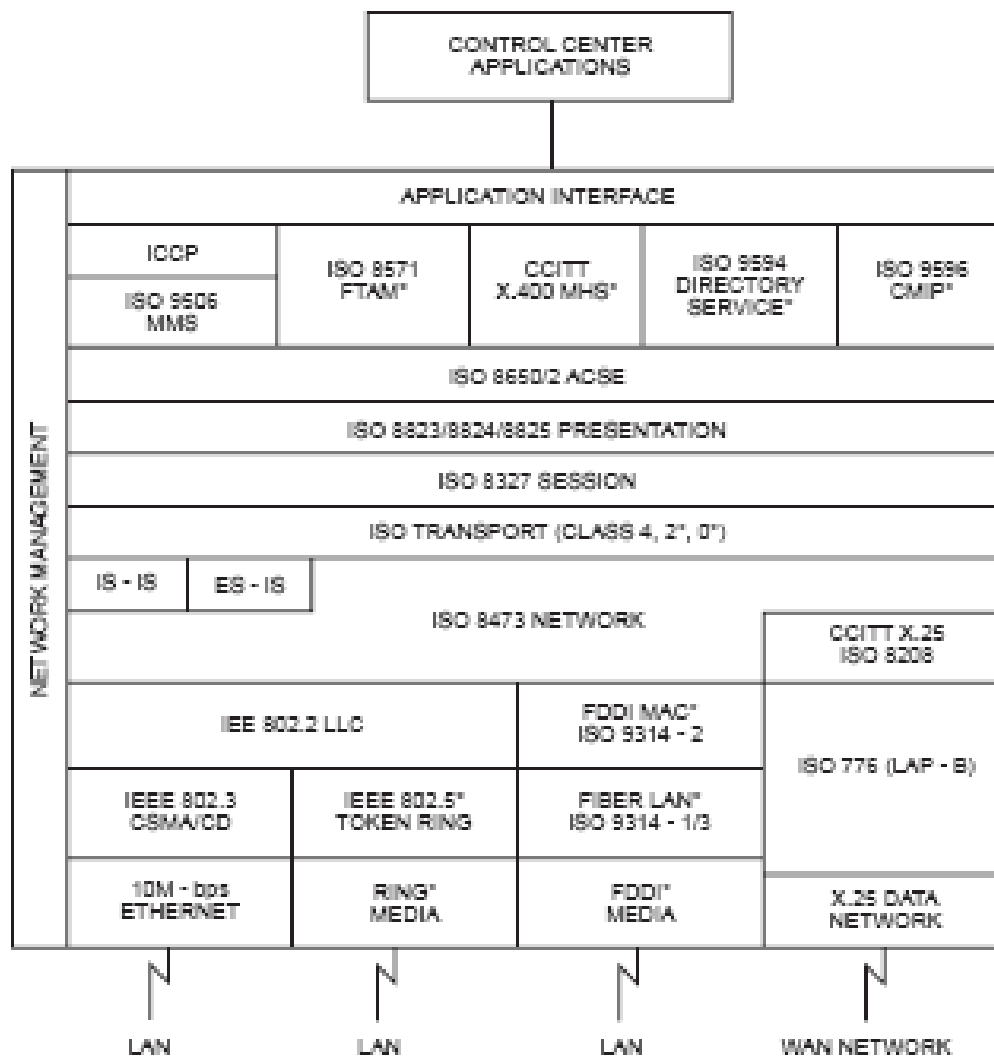 CONTROL CENTER
APPLICATIONS
APPLICATION INTERFACE
ICCP
ISO 9506
MMS
ISO 8571
FTAM*
CCITT
X.400 MHS*
ISO 9594
DIRECTORY
SERVICE*
ISO 9596
CMIP*
ISO 8650/2 ACSE
ISO 8823/8824/8825 PRESENTATION
ISO 8327 SESSION
ISO TRANSPORT (CLASS 4, 2*, 0*)
NETWORK MANAGEMENT
IS - IS
ES - IS
ISO 8473 NETWORK
CCITT X.25
ISO 8208
IEE 802.2 LLC
FDDI MAC*
ISO 9314 - 2
ISO 776 (LAP - B)
IEEE 802.3
CSMA/CD
IEEE 802.5*
TOKEN RING
FIBER LAN*
ISO 9314 - 1/3
10M - bps
ETHERNET
RING*
MEDIA
FDDI*
MEDIA
X.25 DATA
NETWORK
LAN
LAN
LAN
WAN NETWORK